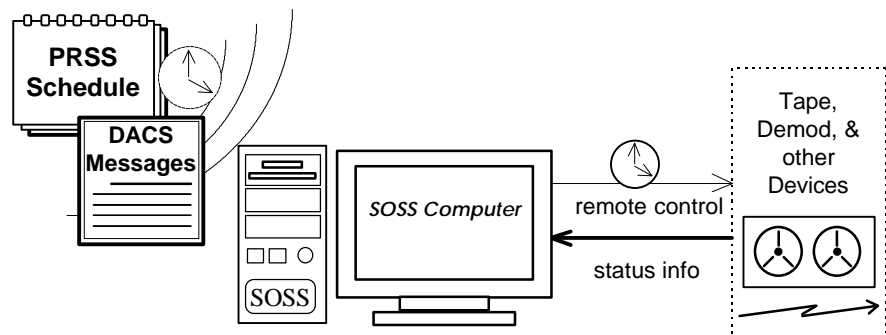 PRSS
Schedule
DACS
Messages
SOSS Computer
SOSS
remote control
status info
Tape,
Demod, &
other
Devices